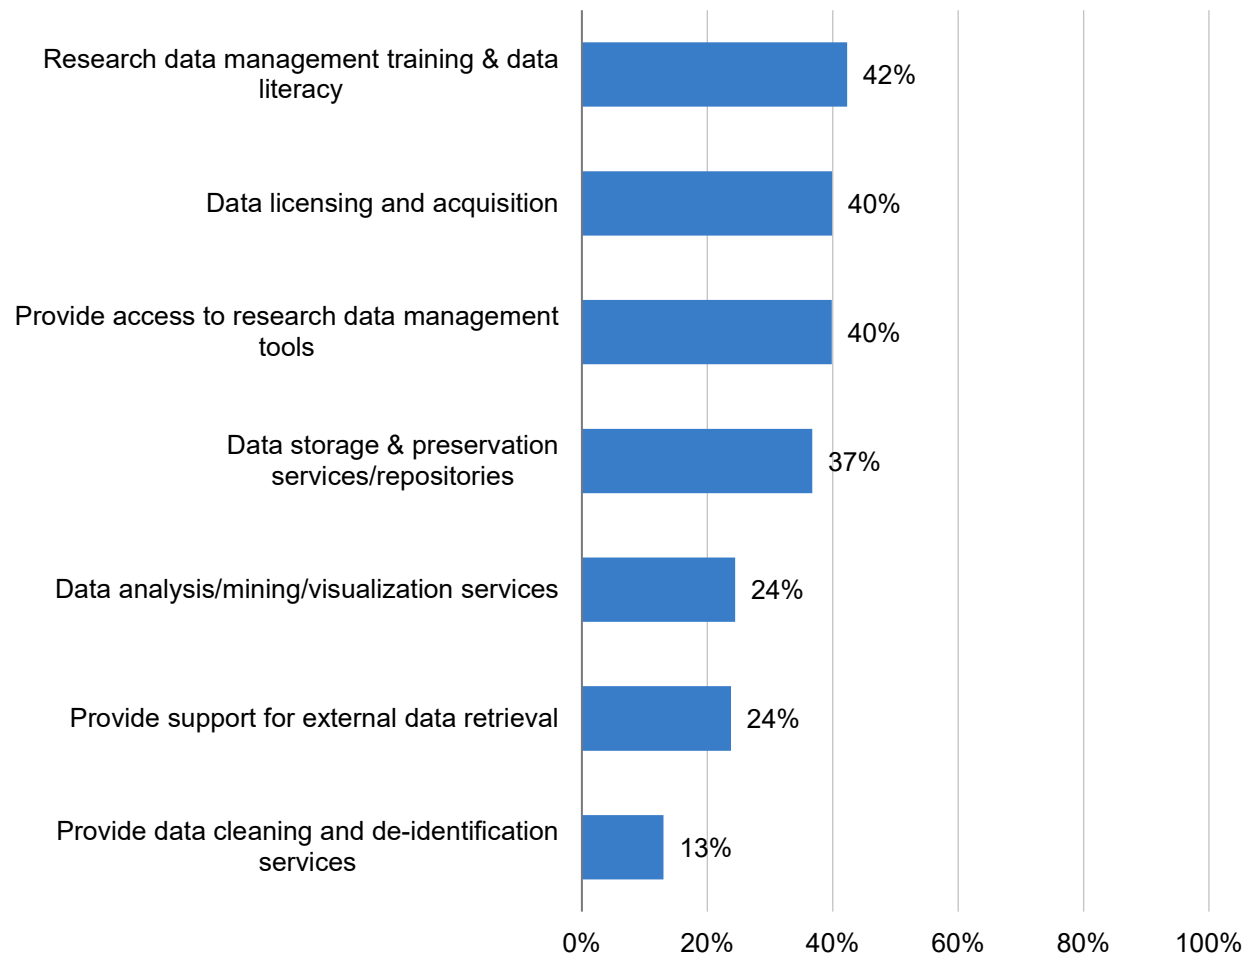 Research data management training & data
literacy
42%
Data licensing and acquisition
40%
Provide access to research data management
tools
40%
Data storage & preservation
services/repositories
37%
Data analysis/mining/visualization services
24%
Provide support for external data retrieval
24%
Provide data cleaning and de-identification
services
13%
0% 20% 40% 60% 80% 100%